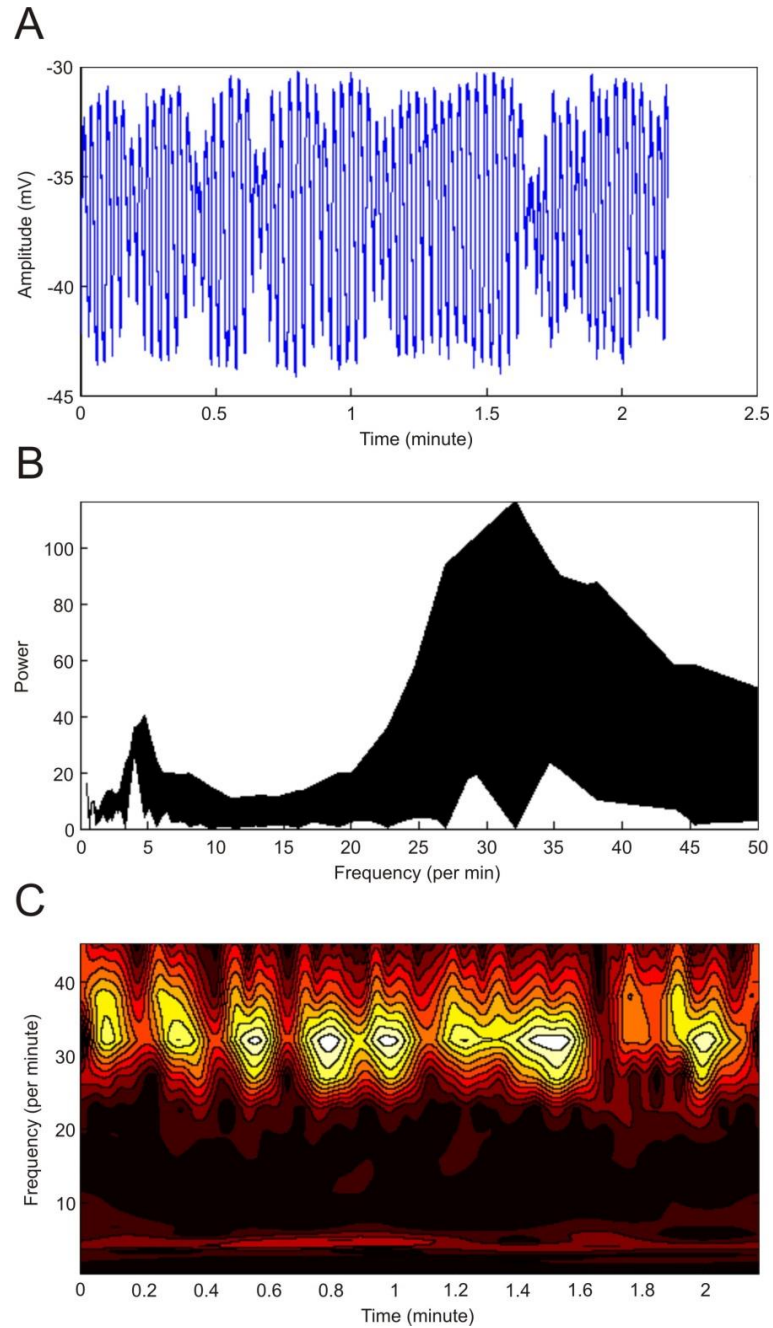 A
-30
-35
-40
-45
Amplitude (mV)
0 0.5 1 1.5 2 2.5
Time (minute)
B
100
80
60
40
20
0
Power
0 5 10 15 20 25 30 35 40 45 50
Frequency (per min)
C
40
30
20
10
Frequency (per minute)
0 0.2 0.4 0.6 0.8 1 1.2 1.4 1.6 1.8 2
Time (minute)